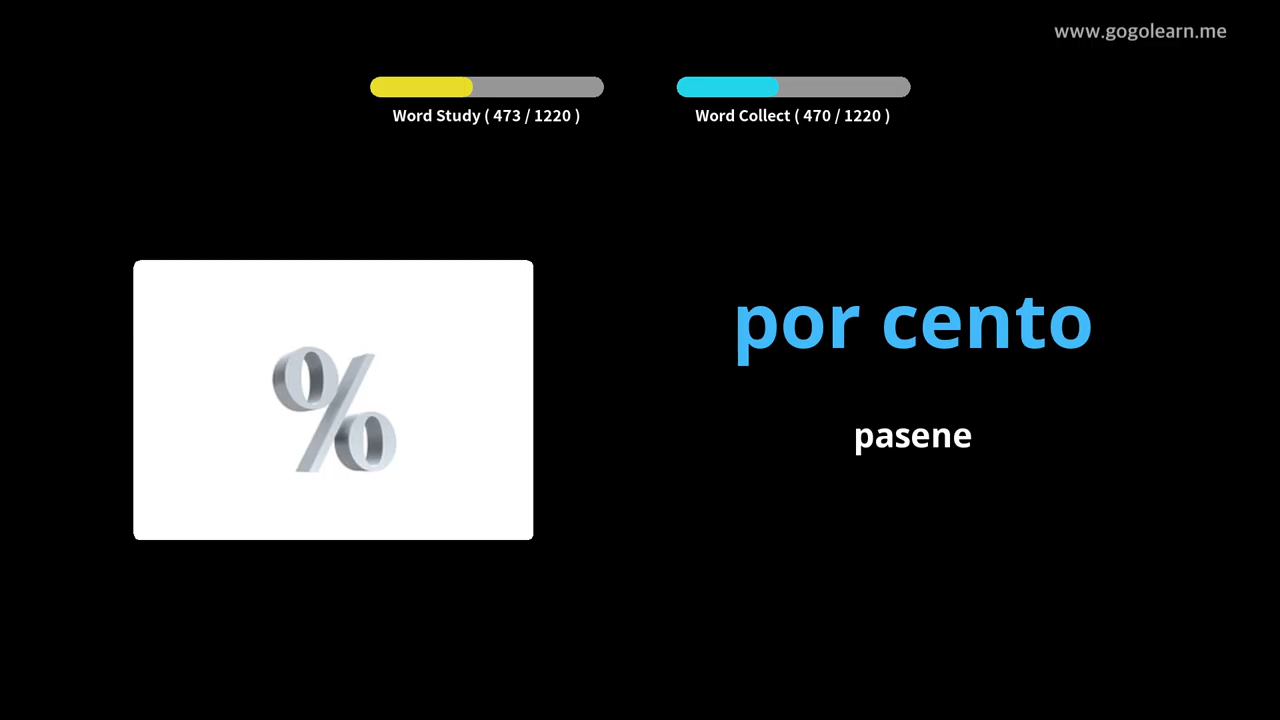 www.gogolearn.me
Word Study ( 473 / 1220 )
Word Collect ( 470 / 1220 )
%
por cento
pasene